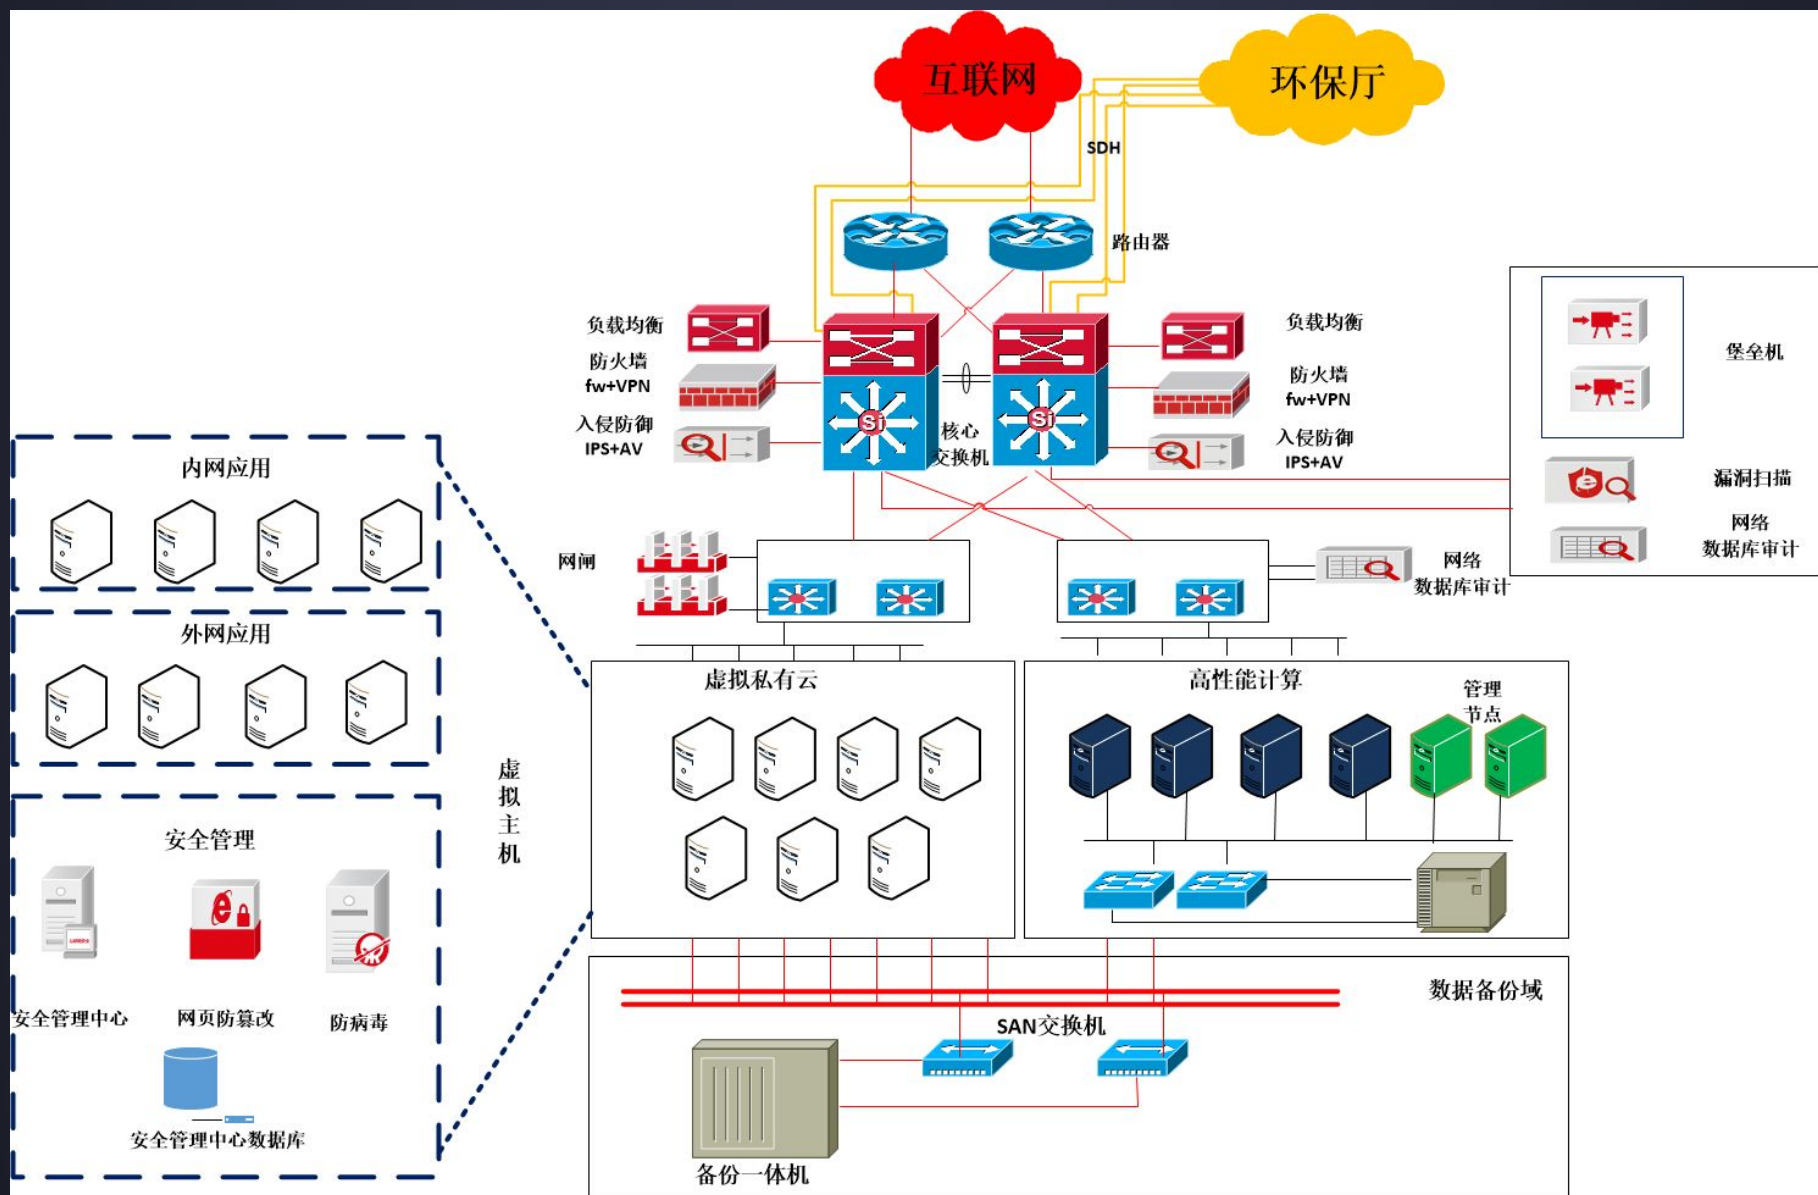 互联网
环保厅
SDH
路由器
负载均衡
防火墙
fw+VPN
入侵防御
IPS+AV
Si
核心
交换机
Si
负载均衡
防火墙
fw+VPN
入侵防御
IPS+AV
堡垒机
漏洞扫描
网络
数据库审计
网闸
网络
数据库审计
内网应用
外网应用
虚拟主机
安全管理
安全管理中心
网页防篡改
防病毒
安全管理中心数据库
虚拟私有云
高性能计算
管理
节点
数据备份域
SAN交换机
备份一体机